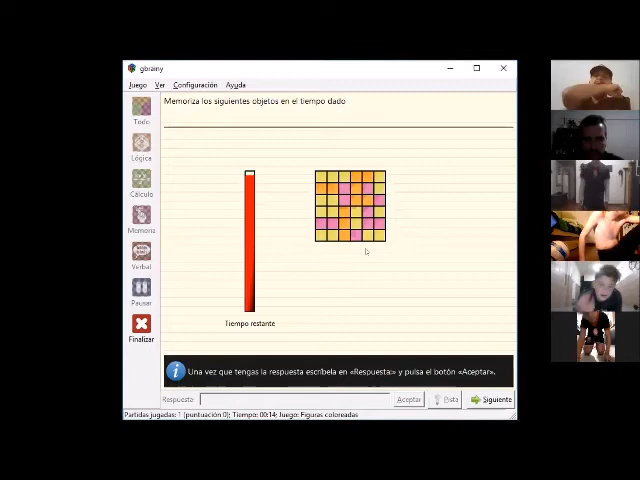 gbrainy
Juego Ver Configuración Ayuda
Memoriza los siguientes objetos en el tiempo dado
Todo
Lógica
Cálculo
Memoria
Verbal
Pausar
Finalizar
Tiempo restante
Una vez que tengas la respuesta escríbela en «Respuesta:» y pulsa el botón «Aceptar».
Respuesta: Aceptar Pista Siguiente
Partidas jugadas: 1 (puntuación 0); Tiempo: 00:14; Juego: Figuras coloreadas